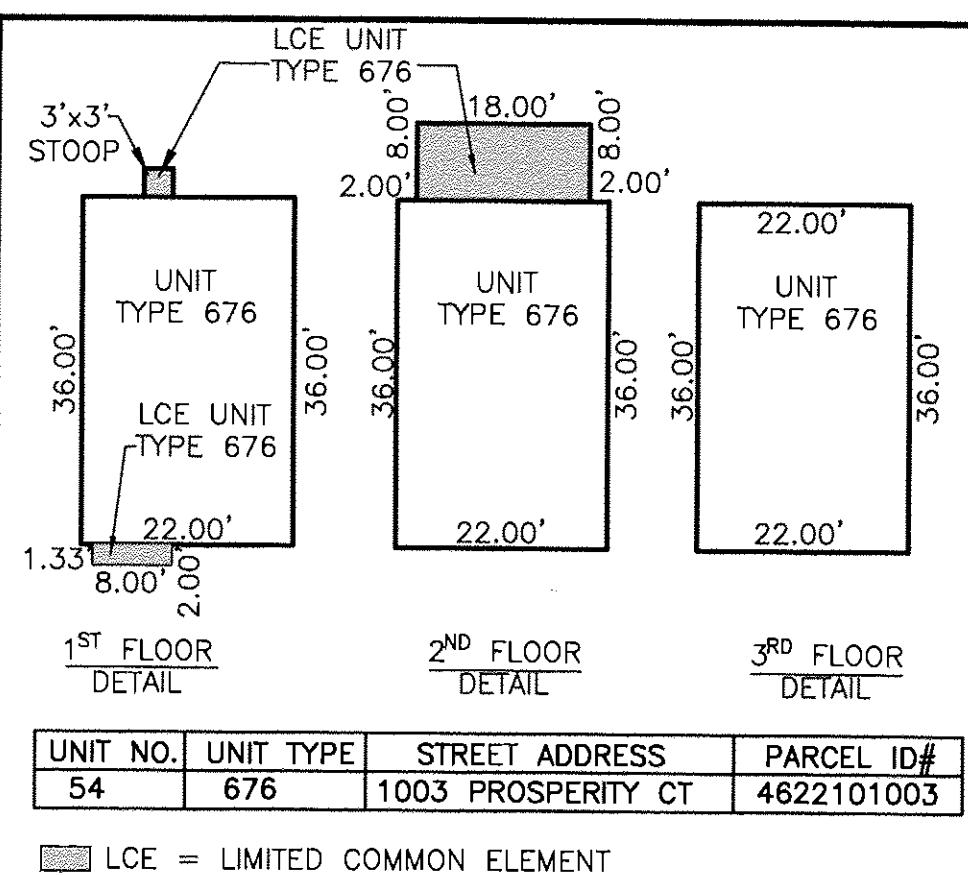 LCE UNIT
TYPE 676
3'x3'
STOOP
UNIT
TYPE 676
36.00'
36.00'
LCE UNIT
TYPE 676
22.00'
1.33'
8.00'
2.00'
1ST FLOOR
DETAIL
18.00'
8.00'
8.00'
2.00'
2.00'
UNIT
TYPE 676
36.00'
36.00'
22.00'
2ND FLOOR
DETAIL
22.00'
UNIT
TYPE 676
36.00'
36.00'
22.00'
3RD FLOOR
DETAIL
UNIT NO. UNIT TYPE STREET ADDRESS PARCEL ID#
54 676 1003 PROSPERITY CT 4622101003
LCE = LIMITED COMMON ELEMENT